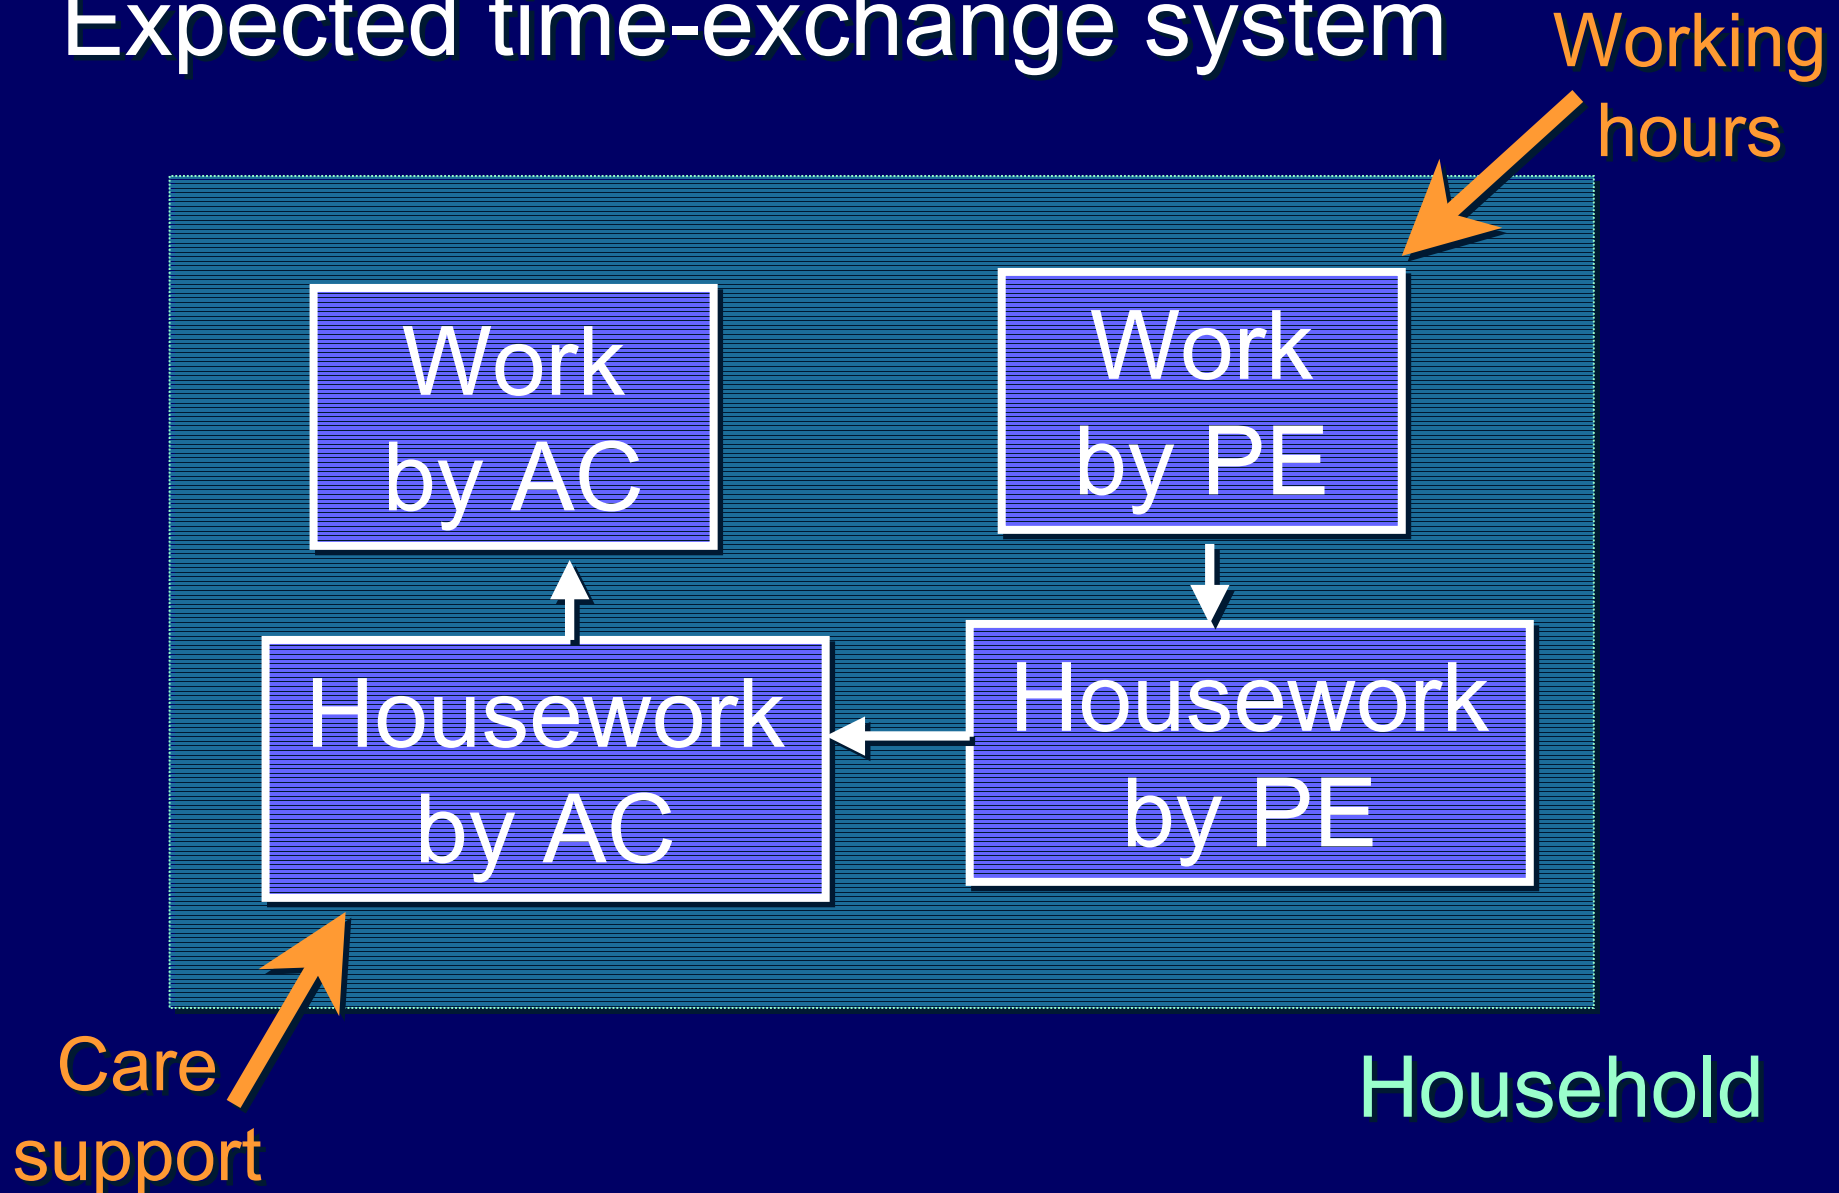 Expected time-exchange system
Working
hours
Work
by AC
Work
by PE
Housework
by AC
Housework
by PE
Care
support
Household